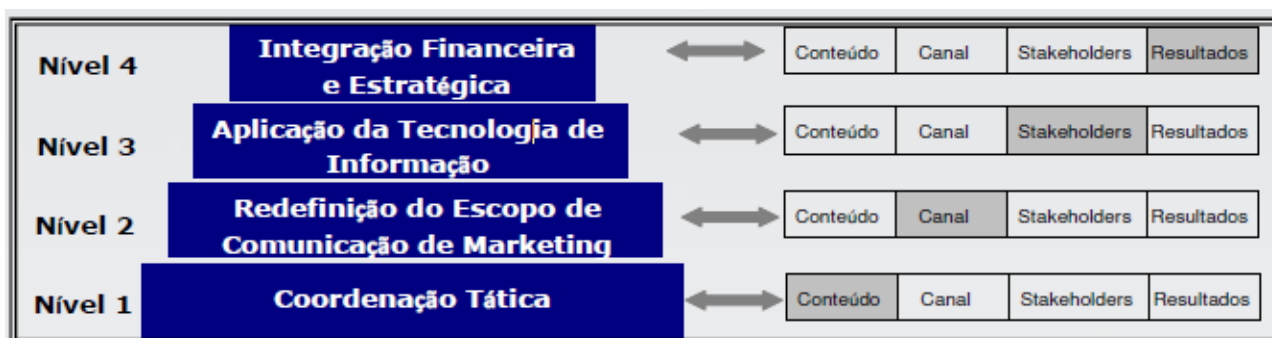 Nível 4
Integração Financeira
e Estratégica
Conteúdo Canal Stakeholders Resultados
Nível 3
Aplicação da Tecnologia de
Informação
Conteúdo Canal Stakeholders Resultados
Nível 2
Redefinição do Escopo de
Comunicação de Marketing
Conteúdo Canal Stakeholders Resultados
Nível 1
Coordenação Tática
Conteúdo Canal Stakeholders Resultados